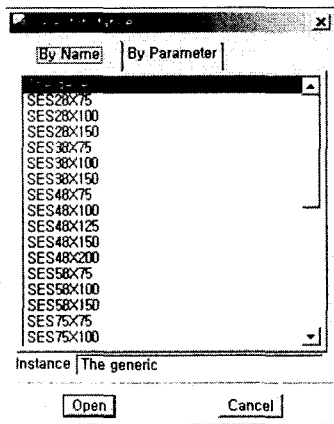 By Name By Parameter
SES28X75
SES28X100
SES28X150
SES38X75
SES38X100
SES38X150
SES48X75
SES48X100
SES48X125
SES48X150
SES48X200
SES58X75
SES58X100
SES58X150
SES75X75
SES75X100
Instance The generic
Open Cancel